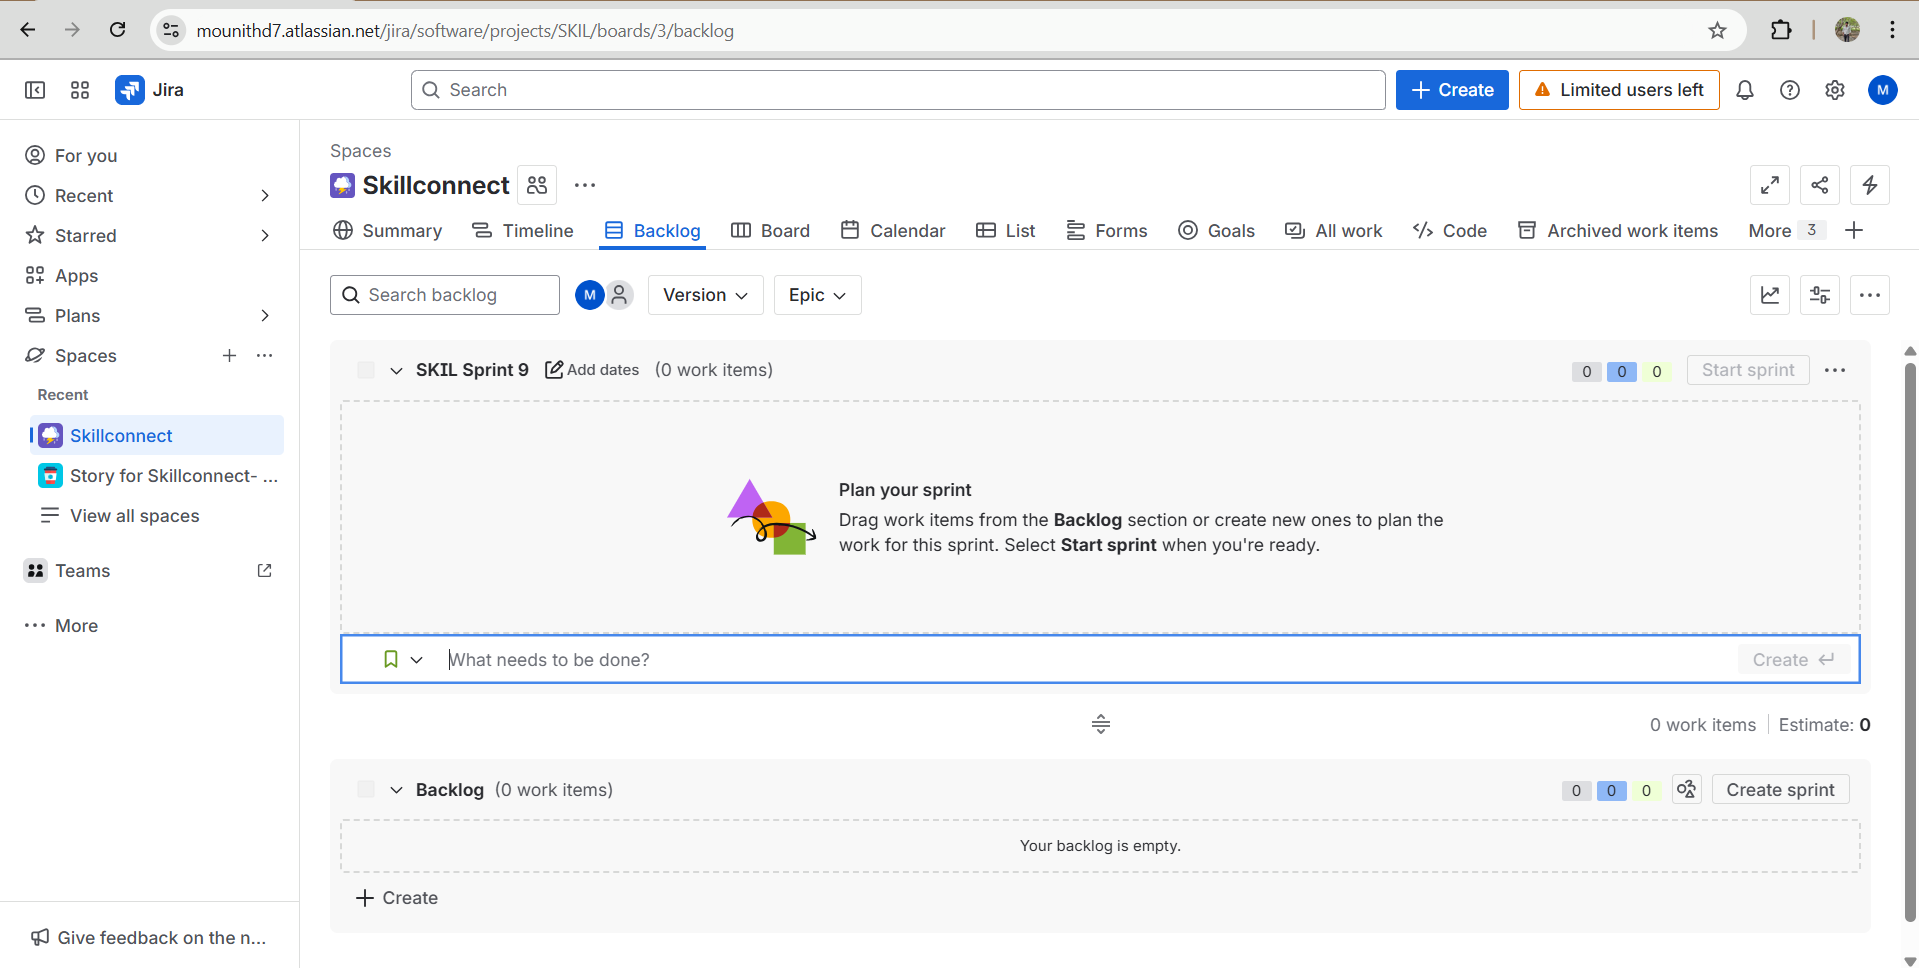 mounithd7.atlassian.net/jira/software/projects/SKIL/boards/3/backlog
Jira
Search
Create
Limited users left
M
For you
Recent
Starred
Apps
Plans
Spaces
Recent
Skillconnect
Story for Skillconnect- ...
View all spaces
Teams
More
Give feedback on the n...
Spaces
Skillconnect
Summary
Timeline
Backlog
Board
Calendar
List
Forms
Goals
All work
Code
Archived work items
More 3
Search backlog
M
Version
Epic
SKIL Sprint 9
Add dates
(0 work items)
0 0 0
Start sprint
Plan your sprint
Drag work items from the Backlog section or create new ones to plan the
work for this sprint. Select Start sprint when you're ready.
What needs to be done?
Create
0 work items
Estimate: 0
Backlog (0 work items)
0 0 0
Create sprint
Your backlog is empty.
Create